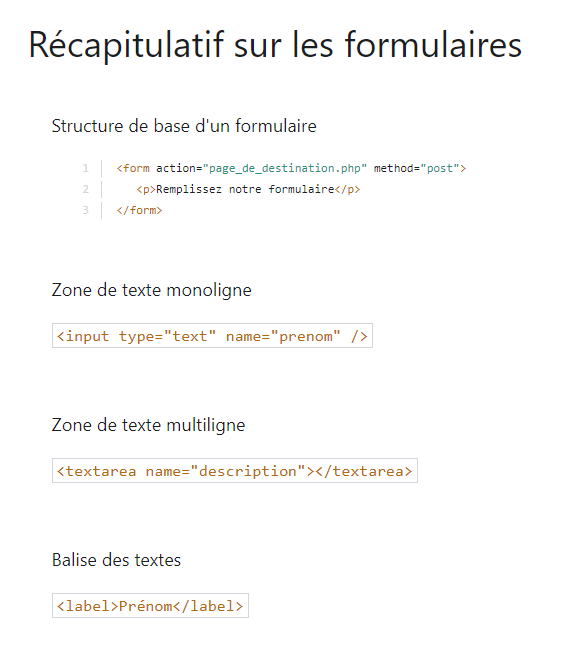 Récapitulatif sur les formulaires
Structure de base d'un formulaire
1 <form action="page_de_destination.php" method="post">
2 <p>Remplissez notre formulaire</p>
3 </form>
Zone de texte monoligne
<input type="text" name="prenom" />
Zone de texte multiligne
<textarea name="description"></textarea>
Balise des textes
<label>Prénom</label>